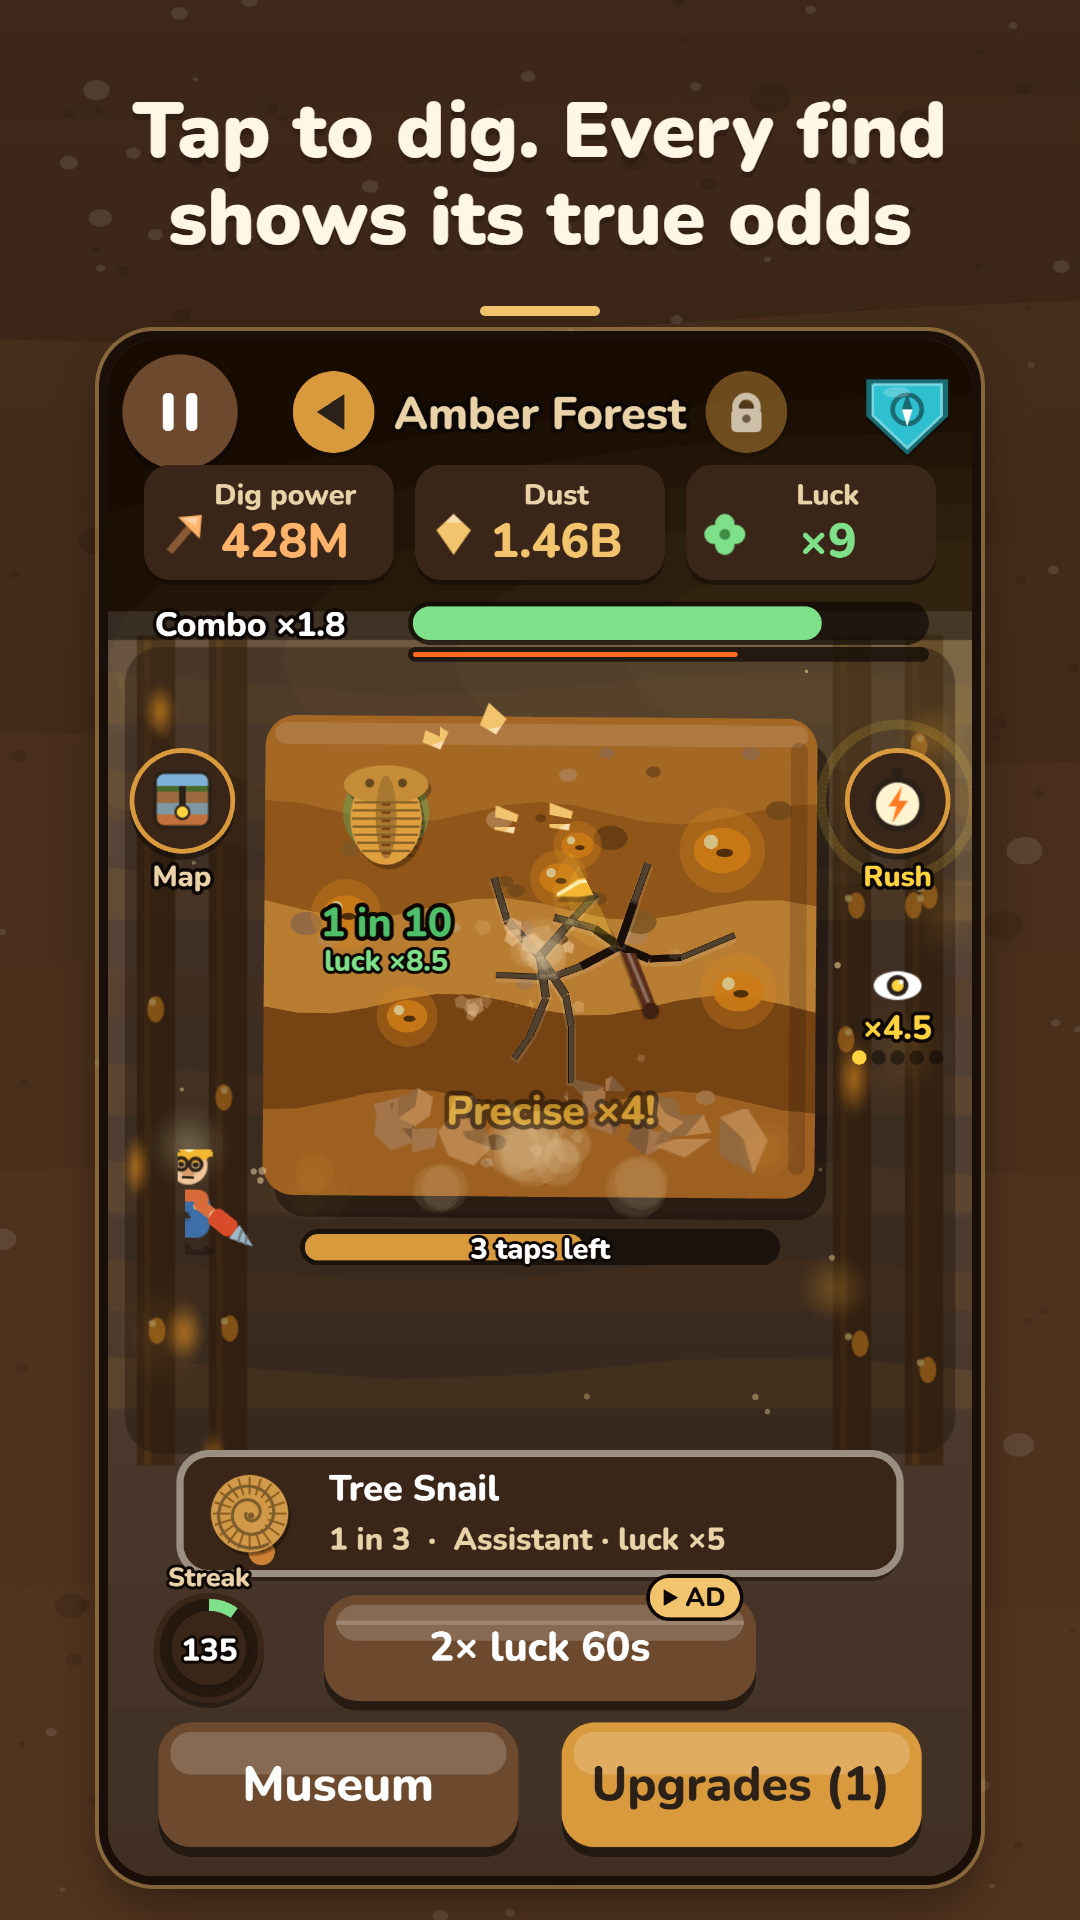 Tap to dig. Every find
shows its true odds
Amber Forest
Dig power
428M
Dust
1.46B
Luck
×9
Combo ×1.8
Map
Rush
1 in 10
luck ×8.5
×4.5
Precise ×4!
3 taps left
Tree Snail
1 in 3 · Assistant · luck ×5
Streak
135
AD
2× luck 60s
Museum
Upgrades (1)